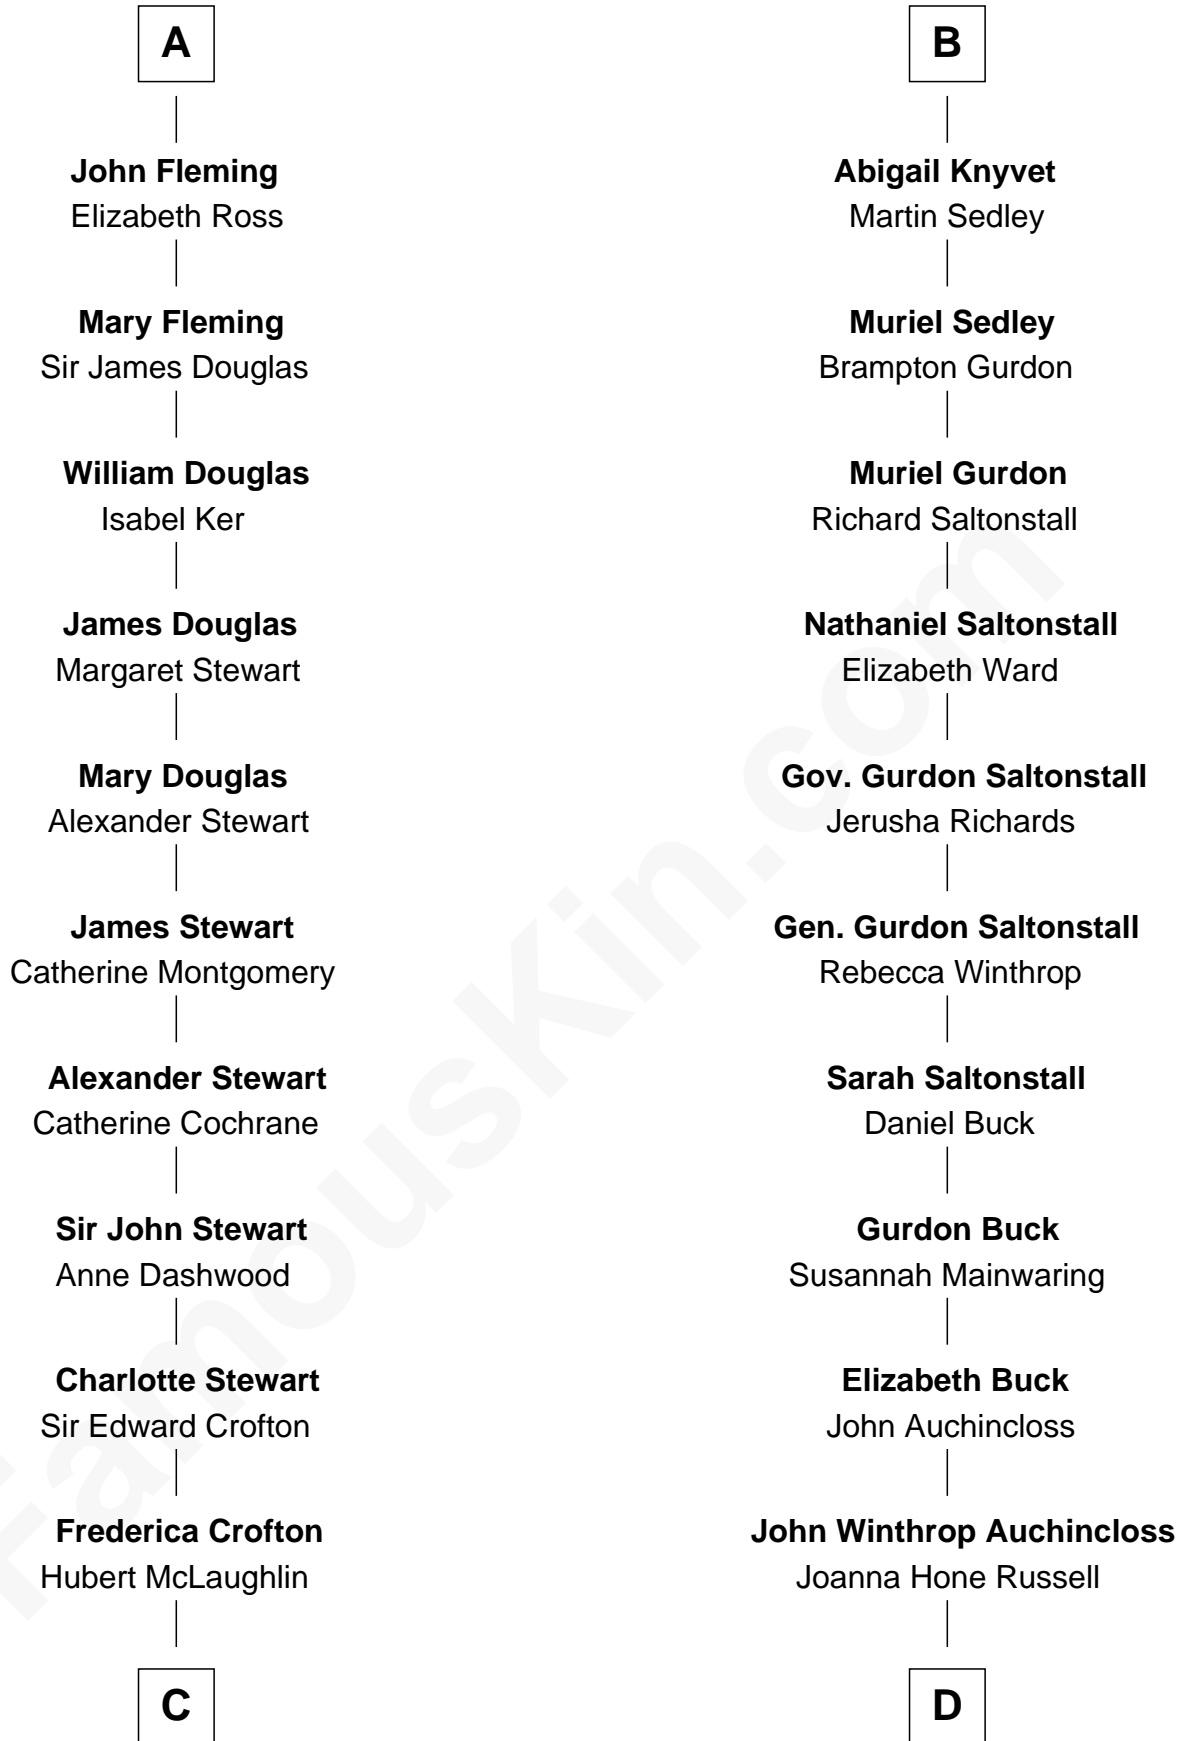 A
John Fleming
Elizabeth Ross
Mary Fleming
Sir James Douglas
William Douglas
Isabel Ker
James Douglas
Margaret Stewart
Mary Douglas
Alexander Stewart
James Stewart
Catherine Montgomery
Alexander Stewart
Catherine Cochrane
Sir John Stewart
Anne Dashwood
Charlotte Stewart
Sir Edward Crofton
Frederica Crofton
Hubert McLaughlin
C
B
Abigail Knyvet
Martin Sedley
Muriel Sedley
Brampton Gurdon
Muriel Gurdon
Richard Saltonstall
Nathaniel Saltonstall
Elizabeth Ward
Gov. Gurdon Saltonstall
Jerusha Richards
Gen. Gurdon Saltonstall
Rebecca Winthrop
Sarah Saltonstall
Daniel Buck
Gurdon Buck
Susannah Mainwaring
Elizabeth Buck
John Auchincloss
John Winthrop Auchincloss
Joanna Hone Russell
D
FamousKin.com